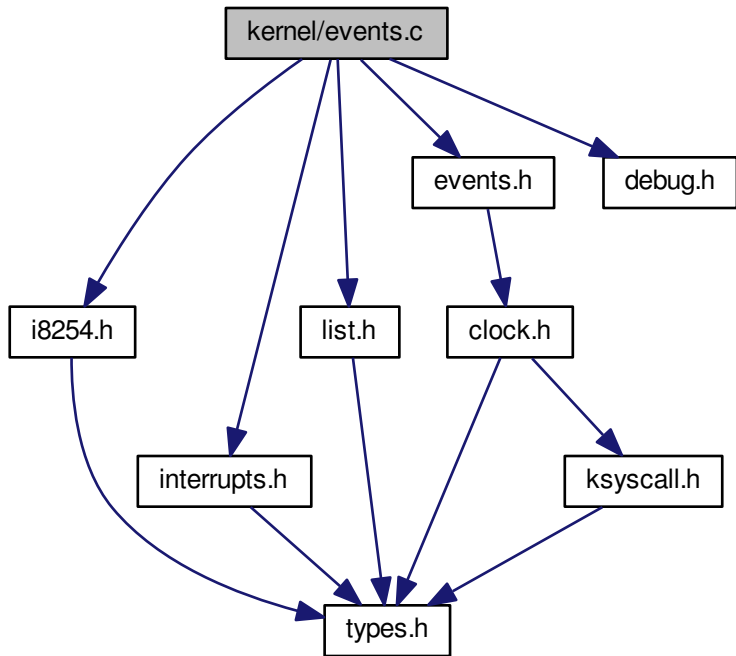 kernel/events.c
events.h
debug.h
i8254.h
list.h
clock.h
interrupts.h
ksyscall.h
types.h